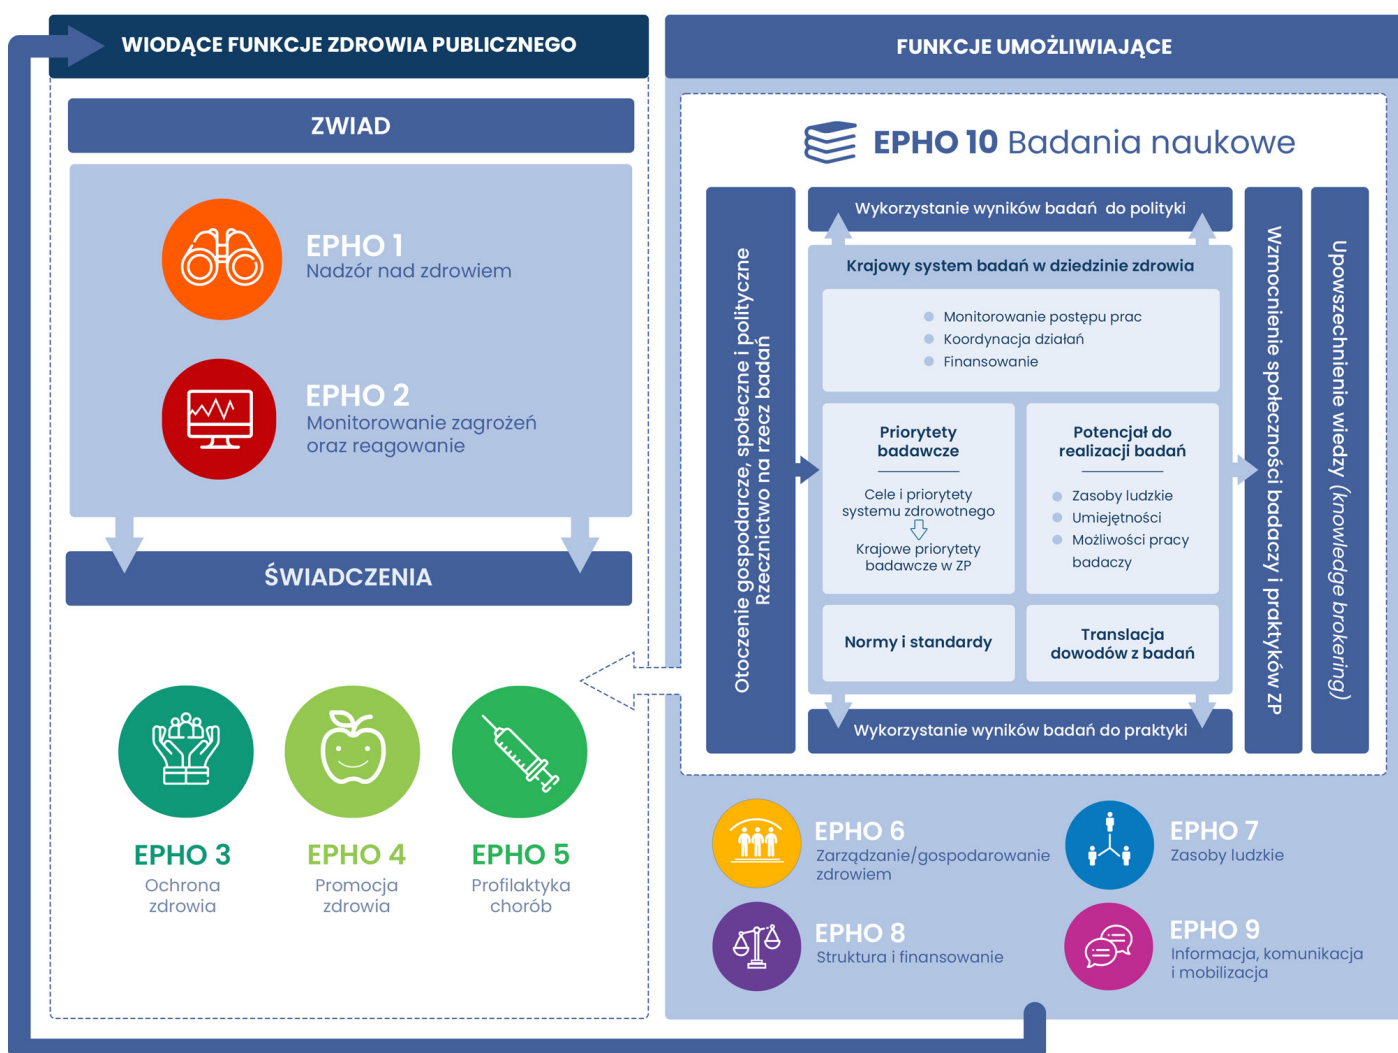 WIODĄCE FUNKCJE ZDROWIA PUBLICZNEGO
ZWIAD
EPHO 1
Nadzór nad zdrowiem
EPHO 2
Monitorowanie zagrożeń
oraz reagowanie
ŚWIADCZENIA
EPHO 3
Ochrona
zdrowia
EPHO 4
Promocja
zdrowia
EPHO 5
Profilaktyka
chorób
FUNKCJE UMOŻLIWIAJĄCE
EPHO 10 Badania naukowe
Otoczenie gospodarcze, społeczne i polityczne
Rzecznictwo na rzecz badań
Wykorzystanie wyników badań do polityki
Krajowy system badań w dziedzinie zdrowia
Monitorowanie postępu prac
Koordynacja działań
Finansowanie
Priorytety
badawcze
Cele i priorytety
systemu zdrowotnego
Krajowe priorytety
badawcze w ZP
Potencjał do
realizacji badań
Zasoby ludzkie
Umiejętności
Możliwości pracy
badaczy
Normy i standardy
Translacja
dowodów z badań
Wykorzystanie wyników badań do praktyki
Wzmocnienie społeczności badaczy i praktyków ZP
Upowszechnienie wiedzy (knowledge brokering)
EPHO 6
Zarządzanie/gospodarowanie
zdrowiem
EPHO 7
Zasoby ludzkie
EPHO 8
Struktura i finansowanie
EPHO 9
Informacja, komunikacja
i mobilizacja